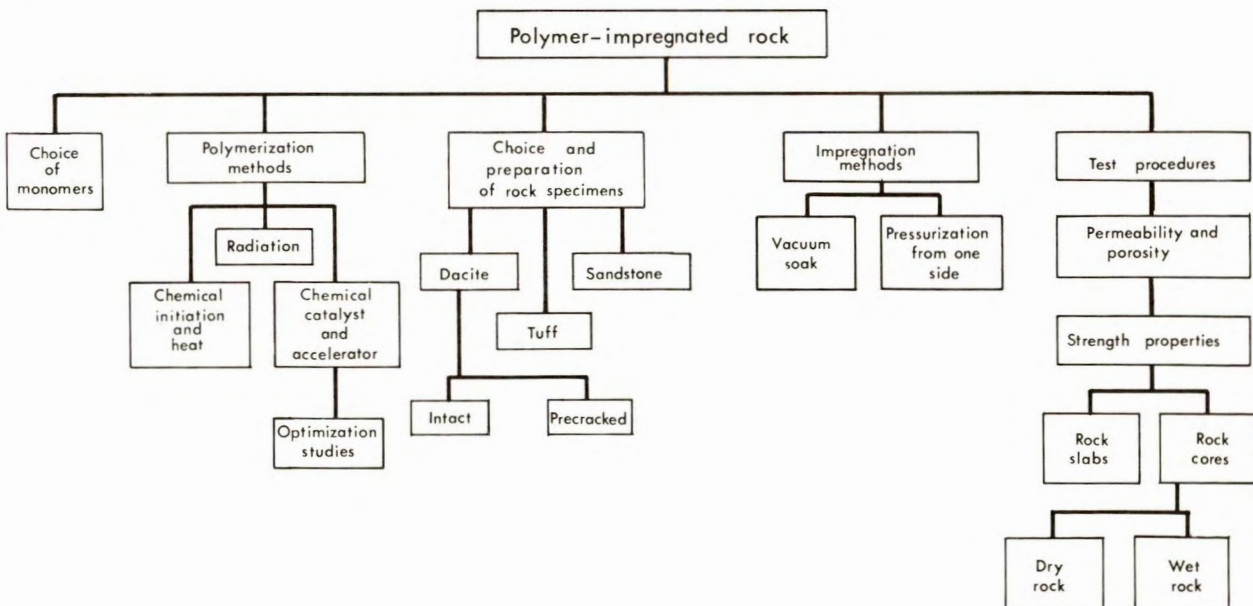 Polymer-impregnated rock
Choice
of
monomers
Polymerization
methods
Radiation
Chemical
initiation
and
heat
Chemical
catalyst
and
accelerator
Optimization
studies
Choice and
preparation
of rock specimens
Dacite
Sandstone
Tuff
Intact
Precracked
Impregnation
methods
Vacuum
soak
Pressurization
from one
side
Test procedures
Permeability and
porosity
Strength properties
Rock
slabs
Rock
cores
Dry
rock
Wet
rock